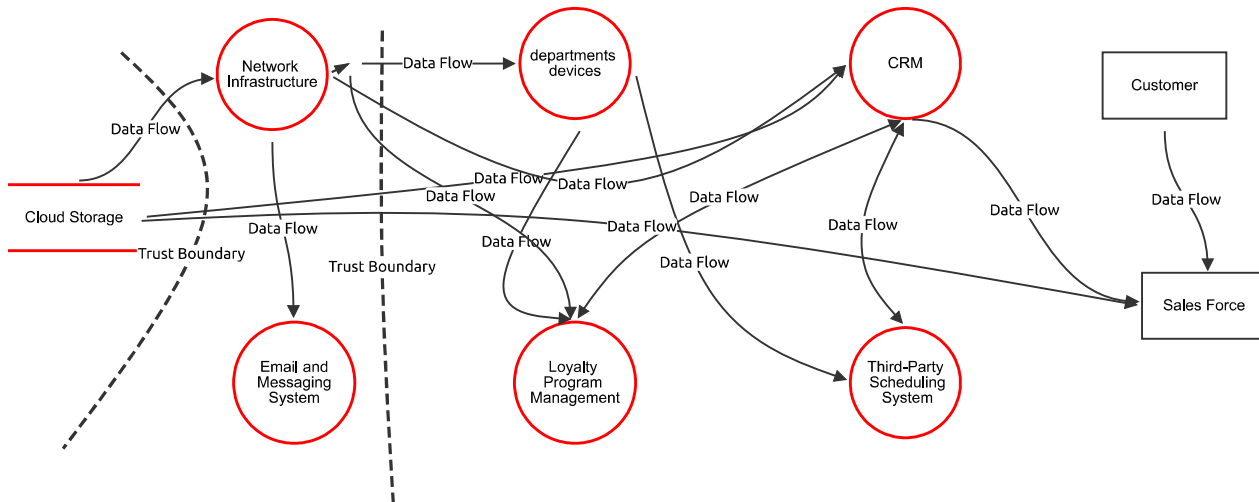 Network
Infrastructure
departments
devices
CRM
Customer
Data Flow
Data Flow
Data Flow
Data Flow
Data Flow
Data Flow
Data Flow
Cloud Storage
Data Flow
Data Flow
Data Flow
Data Flow
Data Flow
Data Flow
Trust Boundary
Data Flow
Trust Boundary
Sales Force
Email and
Messaging
System
Loyalty
Program
Management
Third-Party
Scheduling
System